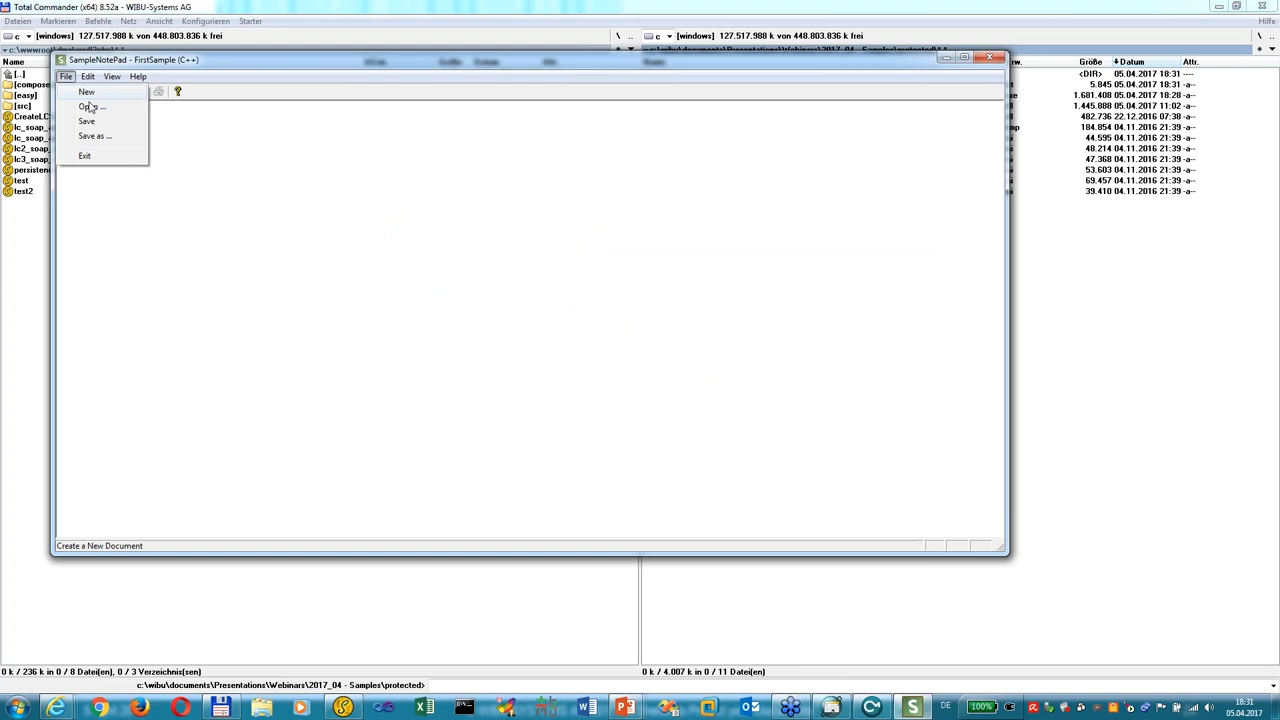 Total Commander (x64) 8.52a - WIBU-Systems AG
Dateien Markieren Befehle Netz Ansicht Konfigurieren Starter Hilfe
c [windows] 127.517.988 k von 448.803.836 k frei \ ..
c [windows] 127.517.988 k von 448.803.836 k frei \ ..
Name
Größe Datum Attr.
SampleNotePad - FirstSample (C++)
File Edit View Help
New
Save
Save as ...
Exit
[..]
[compose
[easy]
[src]
CreateLC
lc_soap_a
lc_soap_a
lc2_soap_
lc3_soap_
persistenc
test
test2
<DIR> 05.04.2017 18:31 ----
5.845 05.04.2017 18:31 -a--
1.681.408 05.04.2017 18:28 -a--
1.445.888 05.04.2017 11:02 -a--
482.736 22.12.2016 07:38 -a--
184.854 04.11.2016 21:39 -a--
44.595 04.11.2016 21:39 -a--
48.214 04.11.2016 21:39 -a--
47.368 04.11.2016 21:39 -a--
53.603 04.11.2016 21:39 -a--
69.457 04.11.2016 21:39 -a--
39.410 04.11.2016 21:39 -a--
Create a New Document
0 k / 236 k in 0 / 8 Datei(en), 0 / 3 Verzeichnis(sen)
0 k / 4.007 k in 0 / 11 Datei(en)
c:\wibu\documents\Presentations\Webinars\2017_04 - Samples\protected>
DE
100%
18:31
05.04.2017